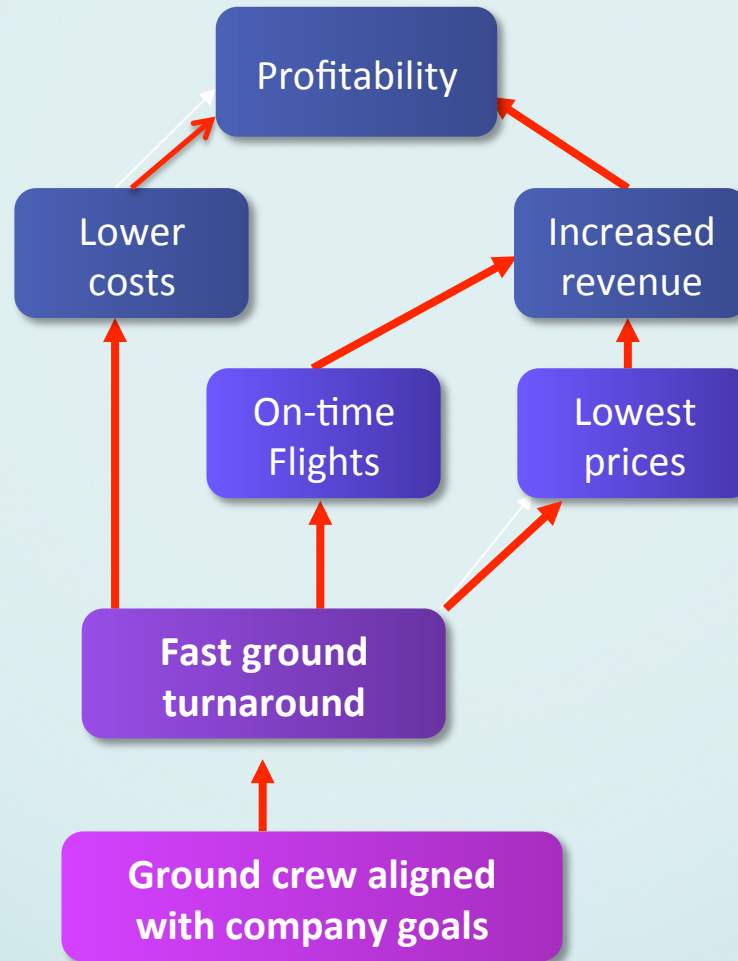 Profitability
Lower
costs
Increased
revenue
On-time
Flights
Lowest
prices
Fast ground
turnaround
Ground crew aligned
with company goals